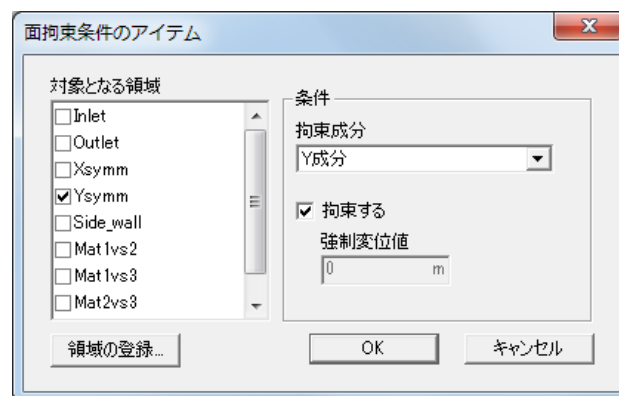 面拘束条件のアイテム
対象となる領域
Inlet
Outlet
Xsymm
Ysymm
Side_wall
Mat1vs2
Mat1vs3
Mat2vs3
領域の登録...
条件
拘束成分
Y成分
拘束する
強制変位値
0 m
OK
キャンセル